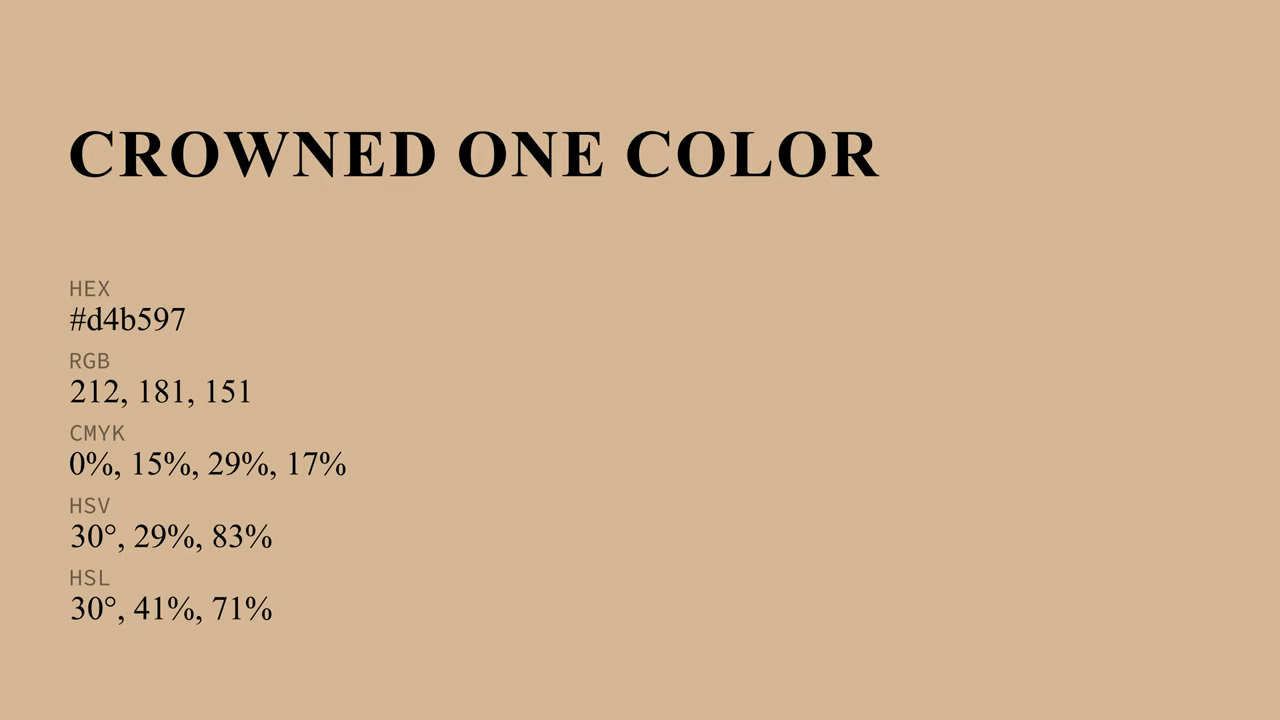 CROWNED ONE COLOR
HEX
#d4b597
RGB
212, 181, 151
CMYK
0%, 15%, 29%, 17%
HSV
30°, 29%, 83%
HSL
30°, 41%, 71%